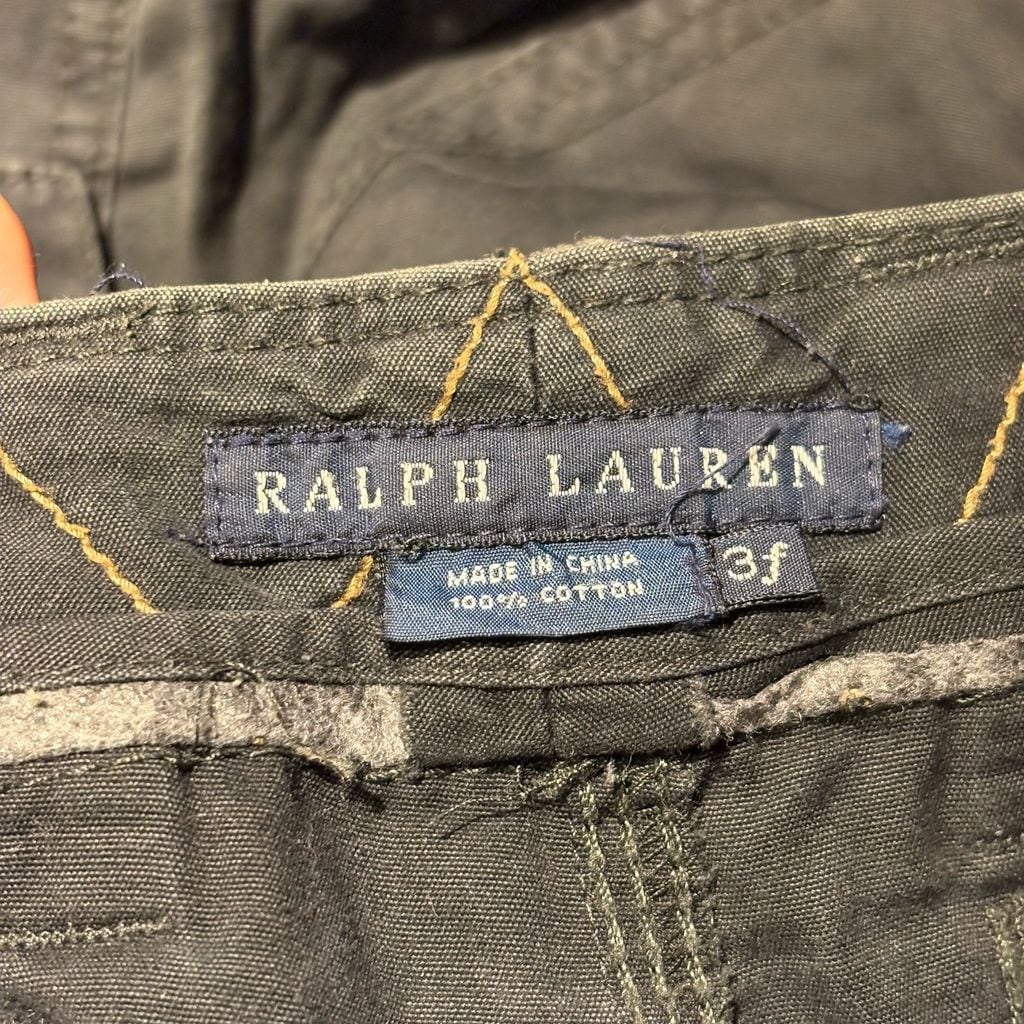 RALPH LAUREN
MADE IN CHINA
100% COTTON
3f